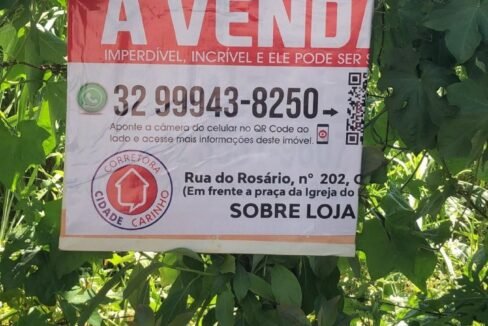 A VENDA
IMPERDÍVEL, INCRÍVEL E ELE PODE SER
32 99943-8250
Aponte a câmera do celular no QR Code ao
lado e acesse mais informações deste imóvel.
CORRETORA
CIDADE CARINHO
Rua do Rosário, nº 202,
(Em frente a praça da Igreja do
SOBRE LOJA